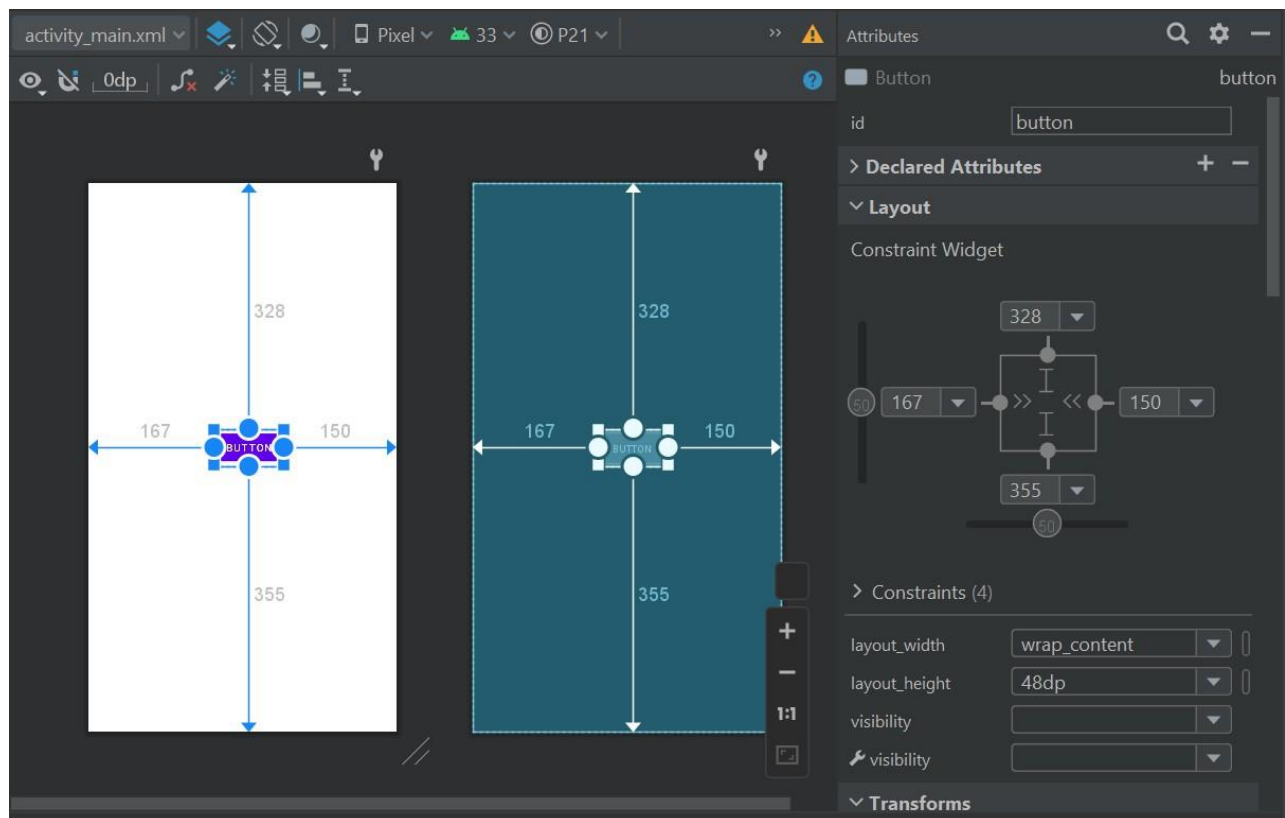 activity_main.xml Pixel 33 P21 >>
Attributes
0dp
?
Button button
id button
Declared Attributes + −
Layout
Constraint Widget
328
328
328
50 167 >> << 150
167 150
BUTTON
167 150
BUTTON
355
50
355
355
Constraints (4)
layout_width wrap_content
layout_height 48dp
visibility
visibility
Transforms
+
−
1:1